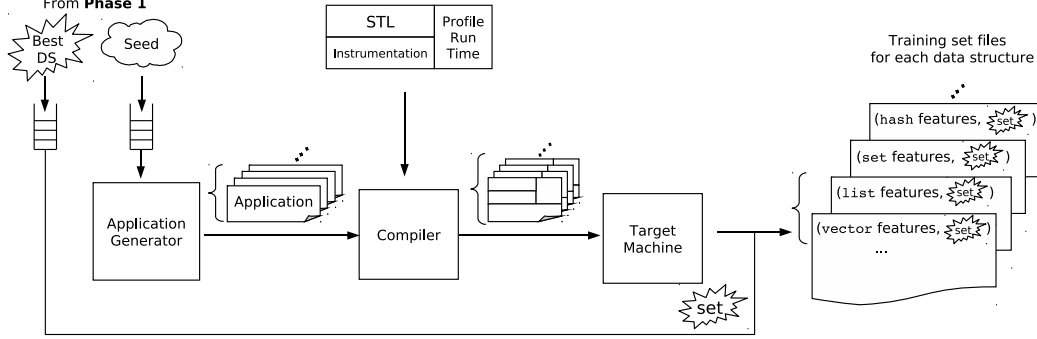 From Phase 1
Best
DS
Seed
STL
Instrumentation
Profile
Run
Time
Training set files
for each data structure
(hash features, set )
(set features, set )
(list features, set )
(vector features, set )
...
Application
Generator
Application
Compiler
Target
Machine
set